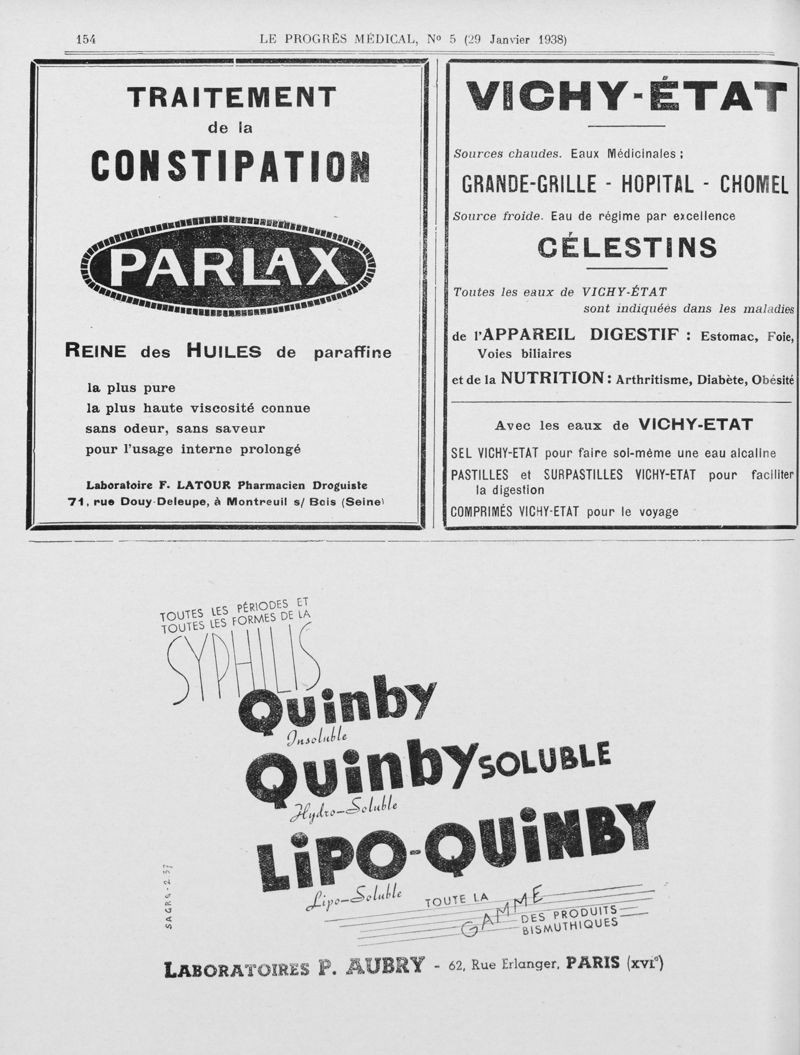 154
LE PROGRÈS MÉDICAL, No 5 (29 Janvier 1938)
TRAITEMENT
de la
CONSTIPATION
PARLAX
REINE des HUILES de paraffine
la plus pure
la plus haute viscosité connue
sans odeur, sans saveur
pour l'usage interne prolongé
Laboratoire F. LATOUR Pharmacien Droguiste
71, rue Douy-Deleupe, à Montreuil s/ Bois (Seine)
VICHY-ÉTAT
Sources chaudes. Eaux Médicinales ;
GRANDE-GRILLE - HOPITAL - CHOMEL
Source froide. Eau de régime par excellence
CÉLESTINS
Toutes les eaux de VICHY-ÉTAT
sont indiquéès dans les maladies
de l'APPAREIL DIGESTIF : Estomac, Foie,
Voies biliaires
et de la NUTRITION : Arthritisme, Diabète, Obésité
Avec les eaux de VICHY-ETAT
SEL VICHY-ETAT pour faire soi-même une eau alcaline
PASTILLES et SURPASTILLES VICHY-ETAT pour faciliter
la digestion
COMPRIMÉS VICHY-ETAT pour le voyage
TOUTES LES PÉRIODES ET
TOUTES LES FORMES DE LA
SYPHILIS
Quinby
Insoluble
Quinby SOLUBLE
Hydro-Soluble
LiPO-QUiNBY
Lipo-Soluble
TOUTE LA
GAMME
DES PRODUITS
BISMUTHIQUES
LABORATOIRES P. AUBRY - 62, Rue Erlanger, PARIS (XVIe)